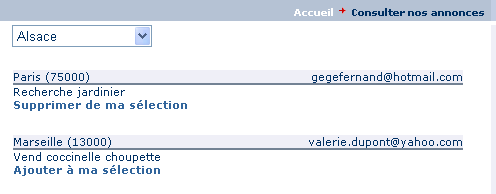 Accueil Consulter nos annonces
Alsace
Paris (75000) gegefernand@hotmail.com
Recherche jardinier
Supprimer de ma sélection
Marseille (13000) valerie.dupont@yahoo.com
Vend coccinelle choupette
Ajouter à ma sélection